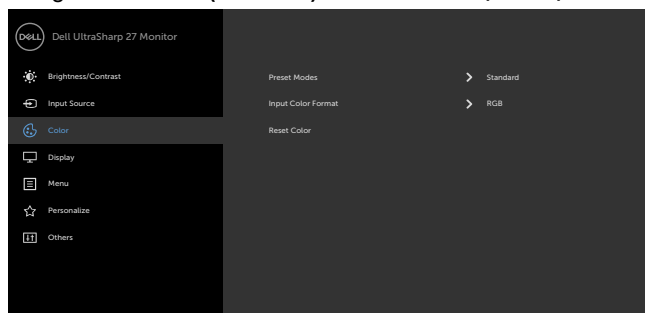 DELL Dell UltraSharp 27 Monitor
Brightness/Contrast
Input Source
Color
Display
Menu
Personalize
Others
Preset Modes > Standard
Input Color Format > RGB
Reset Color